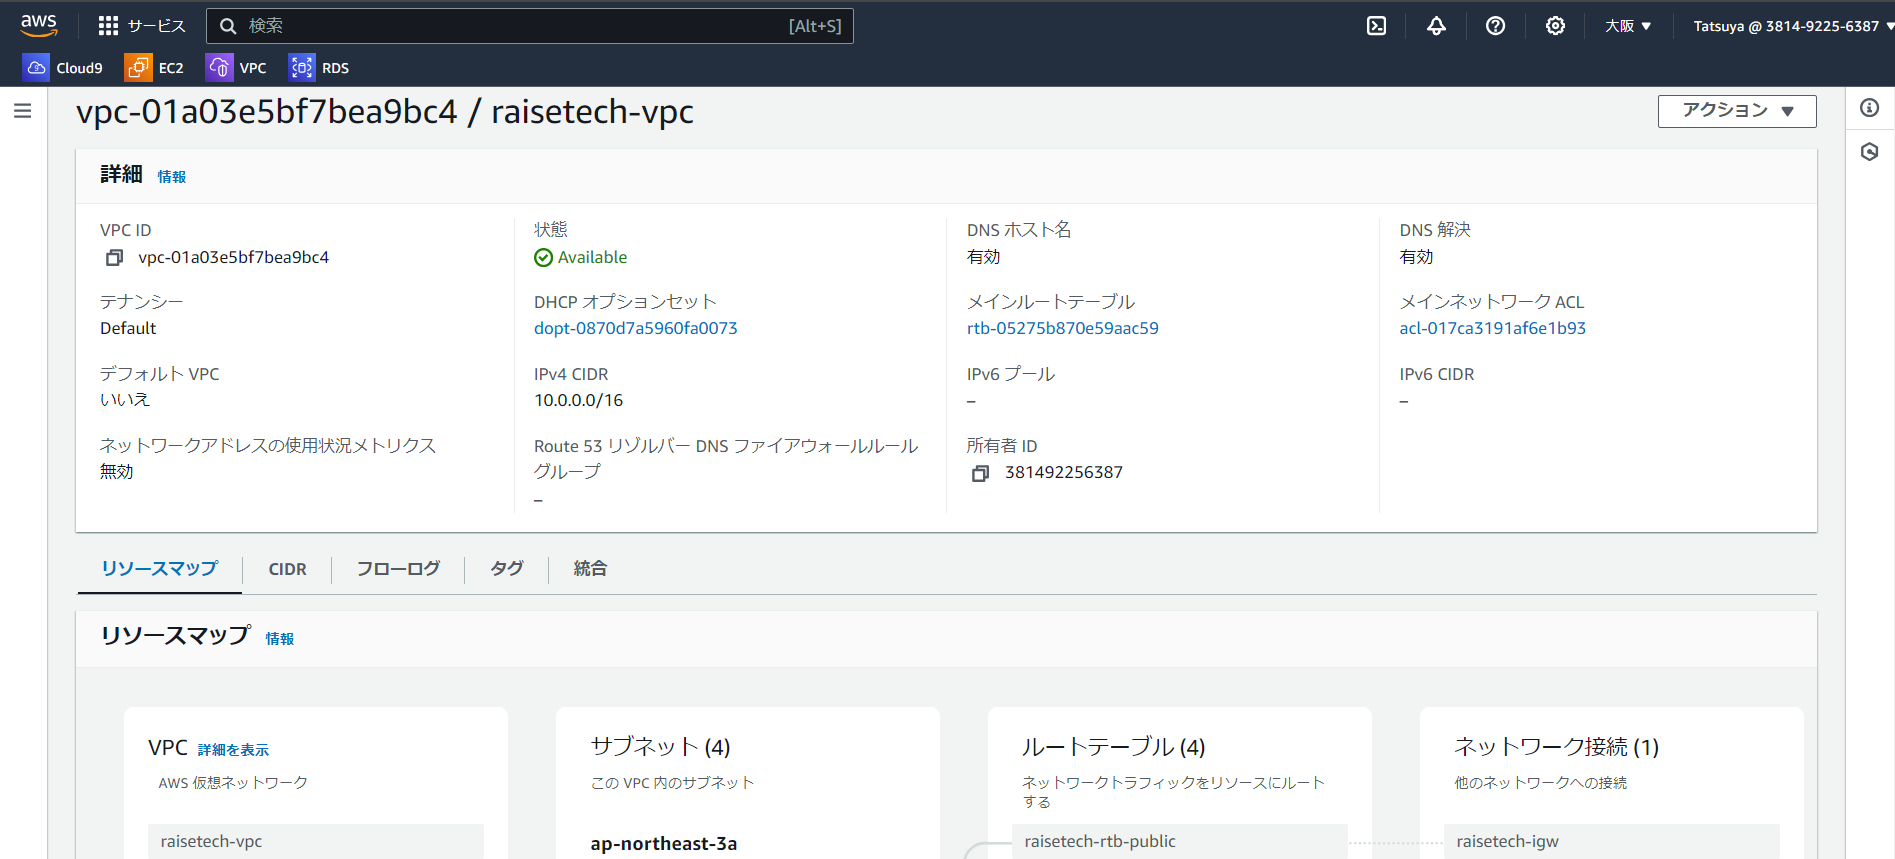 aws
サービス
検索
[Alt+S]
大阪 ▼
Tatsuya @ 3814-9225-6387 ▼
Cloud9
EC2
VPC
RDS
vpc-01a03e5bf7bea9bc4 / raisetech-vpc
アクション ▼
詳細 情報
VPC ID
vpc-01a03e5bf7bea9bc4
状態
Available
DNS ホスト名
有効
DNS 解決
有効
テナンシー
Default
DHCP オプションセット
dopt-0870d7a5960fa0073
メインルートテーブル
rtb-05275b870e59aac59
メインネットワーク ACL
acl-017ca3191af6e1b93
デフォルト VPC
いいえ
IPv4 CIDR
10.0.0.0/16
IPv6 プール
–
IPv6 CIDR
–
ネットワークアドレスの使用状況メトリクス
無効
Route 53 リゾルバー DNS ファイアウォールルール
グループ
–
所有者 ID
381492256387
リソースマップ
CIDR
フローログ
タグ
統合
リソースマップ 情報
VPC 詳細を表示
AWS 仮想ネットワーク
raisetech-vpc
サブネット (4)
この VPC 内のサブネット
ap-northeast-3a
ルートテーブル (4)
ネットワークトラフィックをリソースにルート
する
raisetech-rtb-public
ネットワーク接続 (1)
他のネットワークへの接続
raisetech-igw